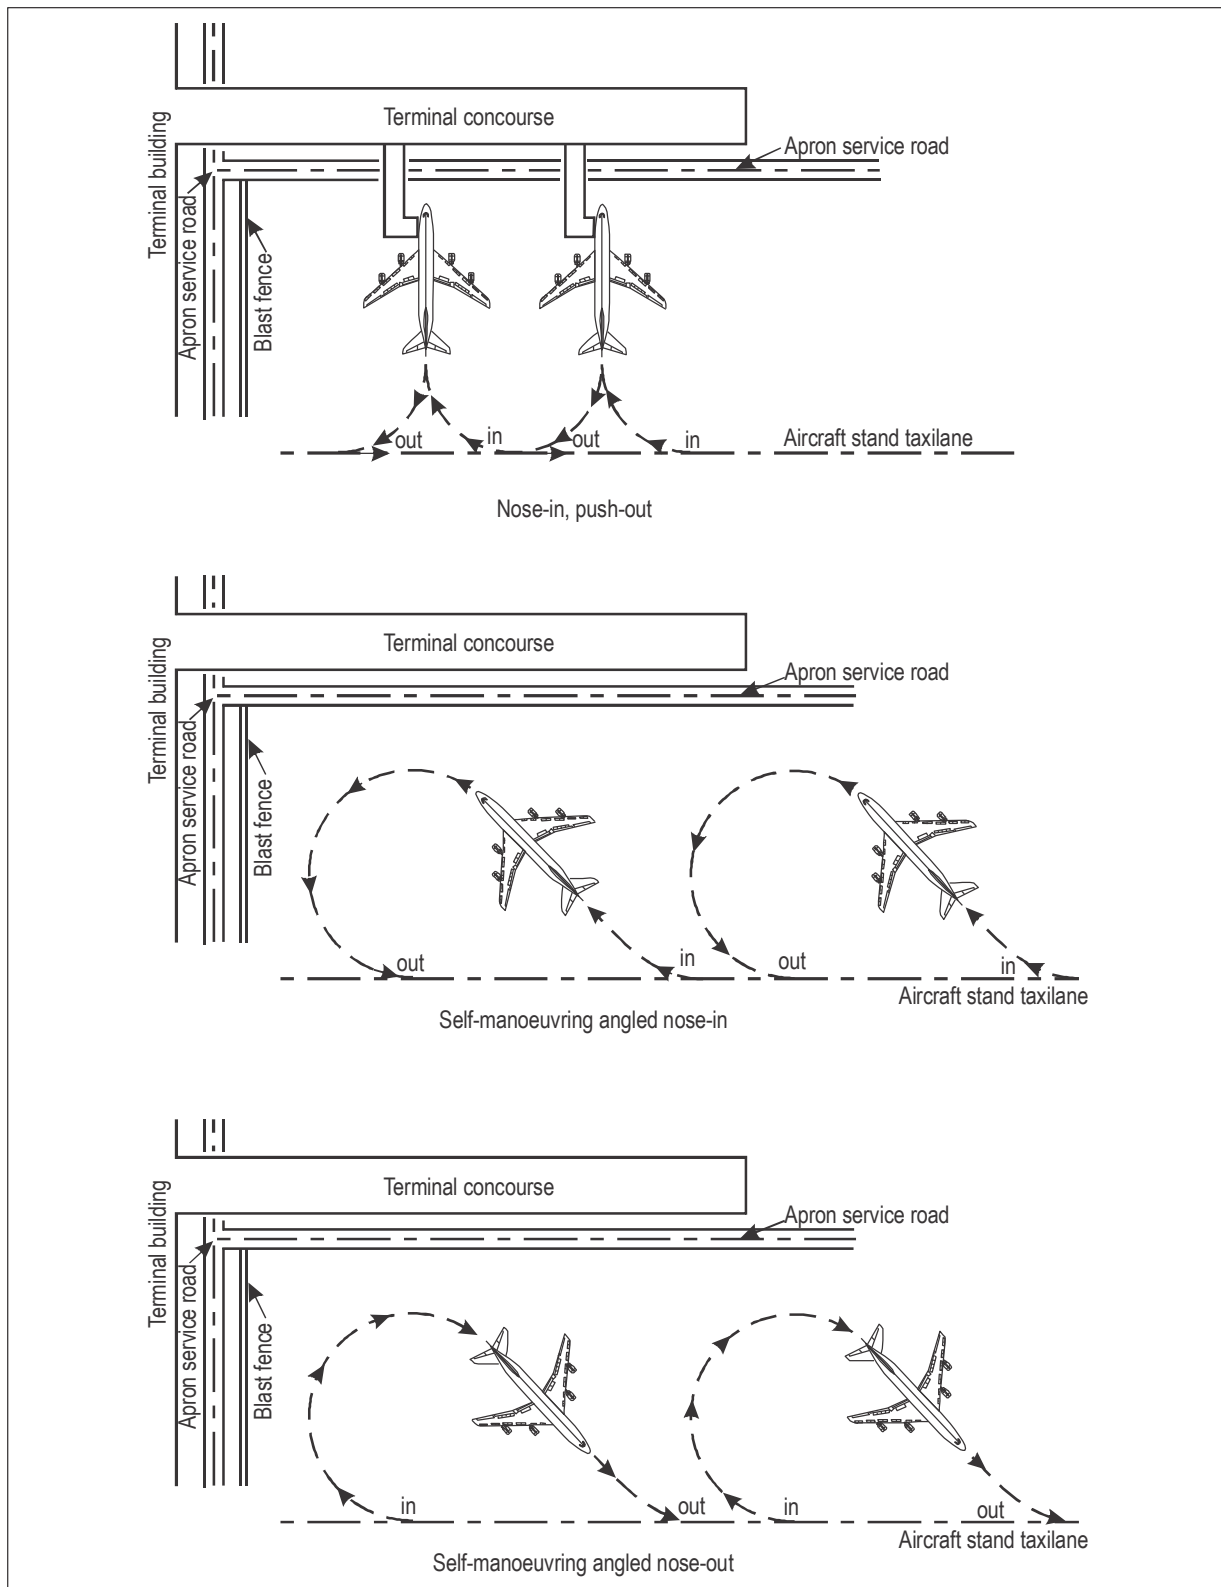 Terminal concourse
Apron service road
Terminal building
Apron service road
Blast fence
out
in
out
in
Aircraft stand taxilane
Nose-in, push-out
Terminal concourse
Apron service road
Terminal building
Apron service road
Blast fence
out
in
out
in
Aircraft stand taxilane
Self-manoeuvring angled nose-in
Terminal concourse
Apron service road
Terminal building
Apron service road
Blast fence
in
out
in
out
Aircraft stand taxilane
Self-manoeuvring angled nose-out